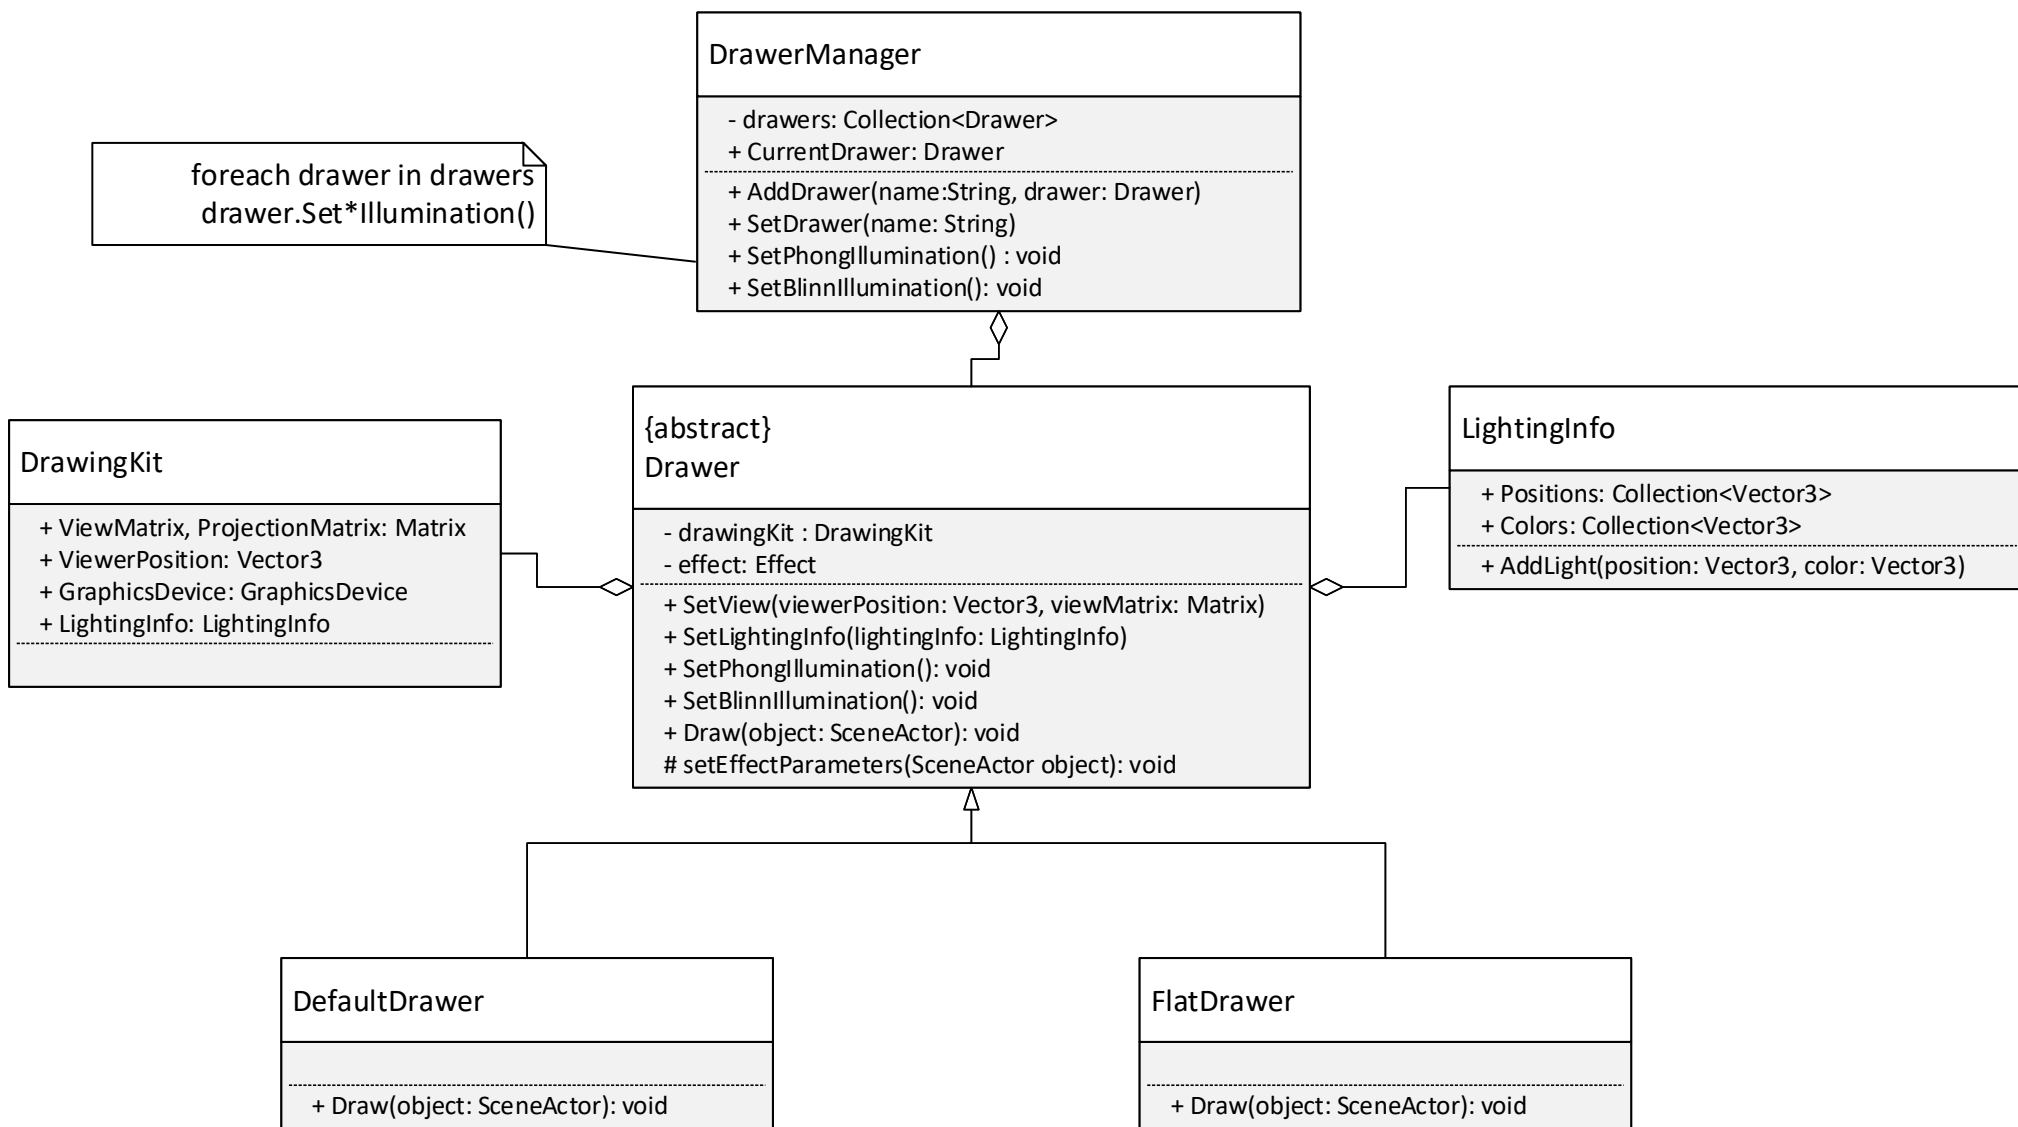 DrawerManager
- drawers: Collection<Drawer>
+ CurrentDrawer: Drawer
+ AddDrawer(name:String, drawer: Drawer)
+ SetDrawer(name: String)
+ SetPhongIllumination() : void
+ SetBlinnIllumination(): void
foreach drawer in drawers
drawer.Set*Illumination()
DrawingKit
+ ViewMatrix, ProjectionMatrix: Matrix
+ ViewerPosition: Vector3
+ GraphicsDevice: GraphicsDevice
+ LightingInfo: LightingInfo
{abstract}
Drawer
- drawingKit : DrawingKit
- effect: Effect
+ SetView(viewerPosition: Vector3, viewMatrix: Matrix)
+ SetLightingInfo(lightingInfo: LightingInfo)
+ SetPhongIllumination(): void
+ SetBlinnIllumination(): void
+ Draw(object: SceneActor): void
# setEffectParameters(SceneActor object): void
LightingInfo
+ Positions: Collection<Vector3>
+ Colors: Collection<Vector3>
+ AddLight(position: Vector3, color: Vector3)
DefaultDrawer
+ Draw(object: SceneActor): void
FlatDrawer
+ Draw(object: SceneActor): void